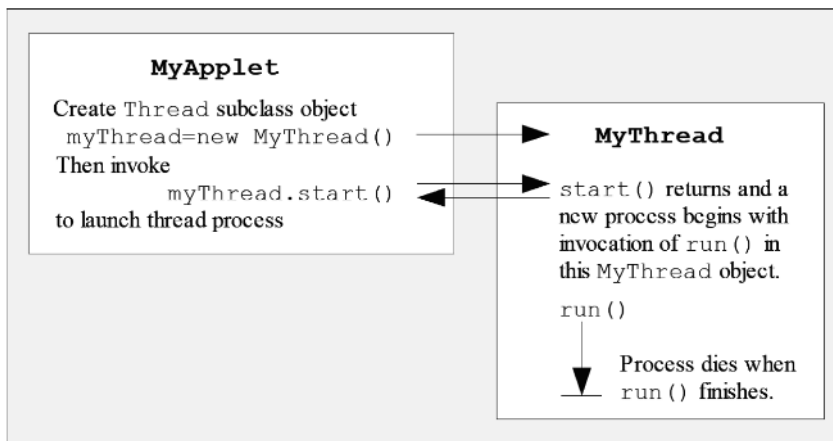 MyApplet
Create Thread subclass object
myThread=new MyThread()
Then invoke
myThread.start()
to launch thread process
MyThread
start() returns and a
new process begins with
invocation of run() in
this MyThread object.
run()
Process dies when
run() finishes.